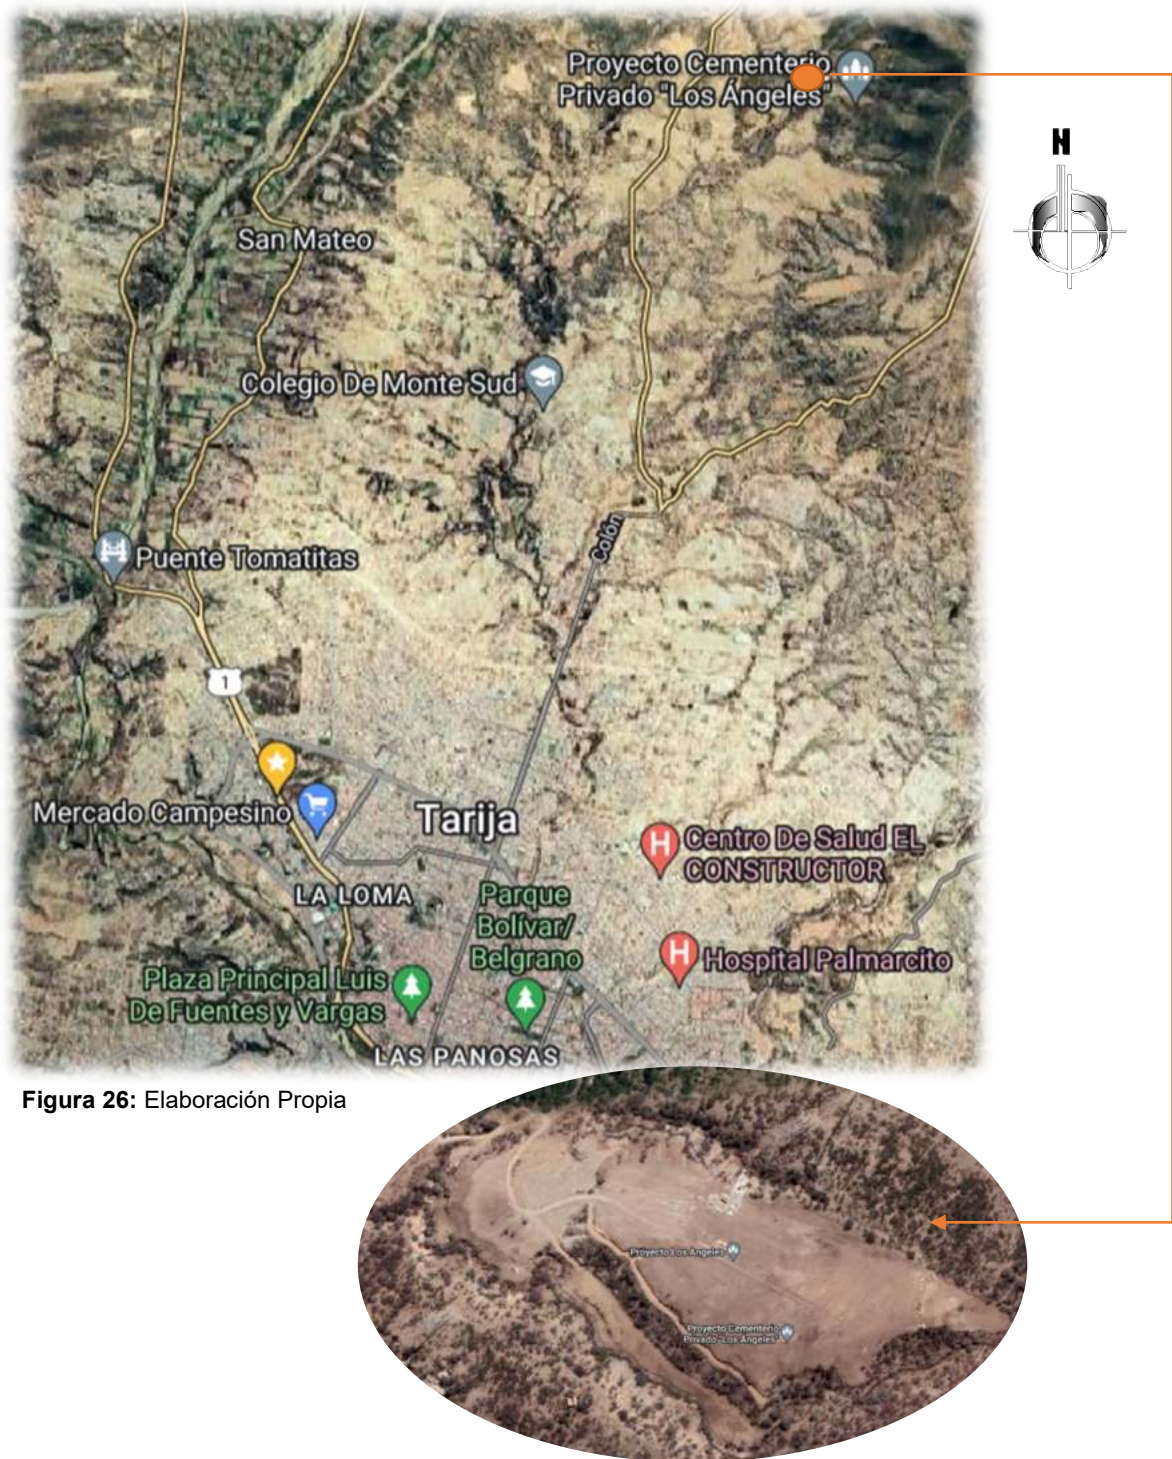 Proyecto Cementerio
Privado "Los Ángeles"
N
San Mateo
Colegio De Monte Sud
Colón
Puente Tomatitas
1
Mercado Campesino
Tarija
Centro De Salud EL
CONSTRUCTOR
LA LOMA
Parque
Bolívar/
Belgrano
Hospital Palmarcito
Plaza Principal Luis
De Fuentes y Vargas
LAS PANOSAS
Figura 26: Elaboración Propia
Proyecto Los Angeles
Proyecto Cementerio
Privado "Los Ángeles"